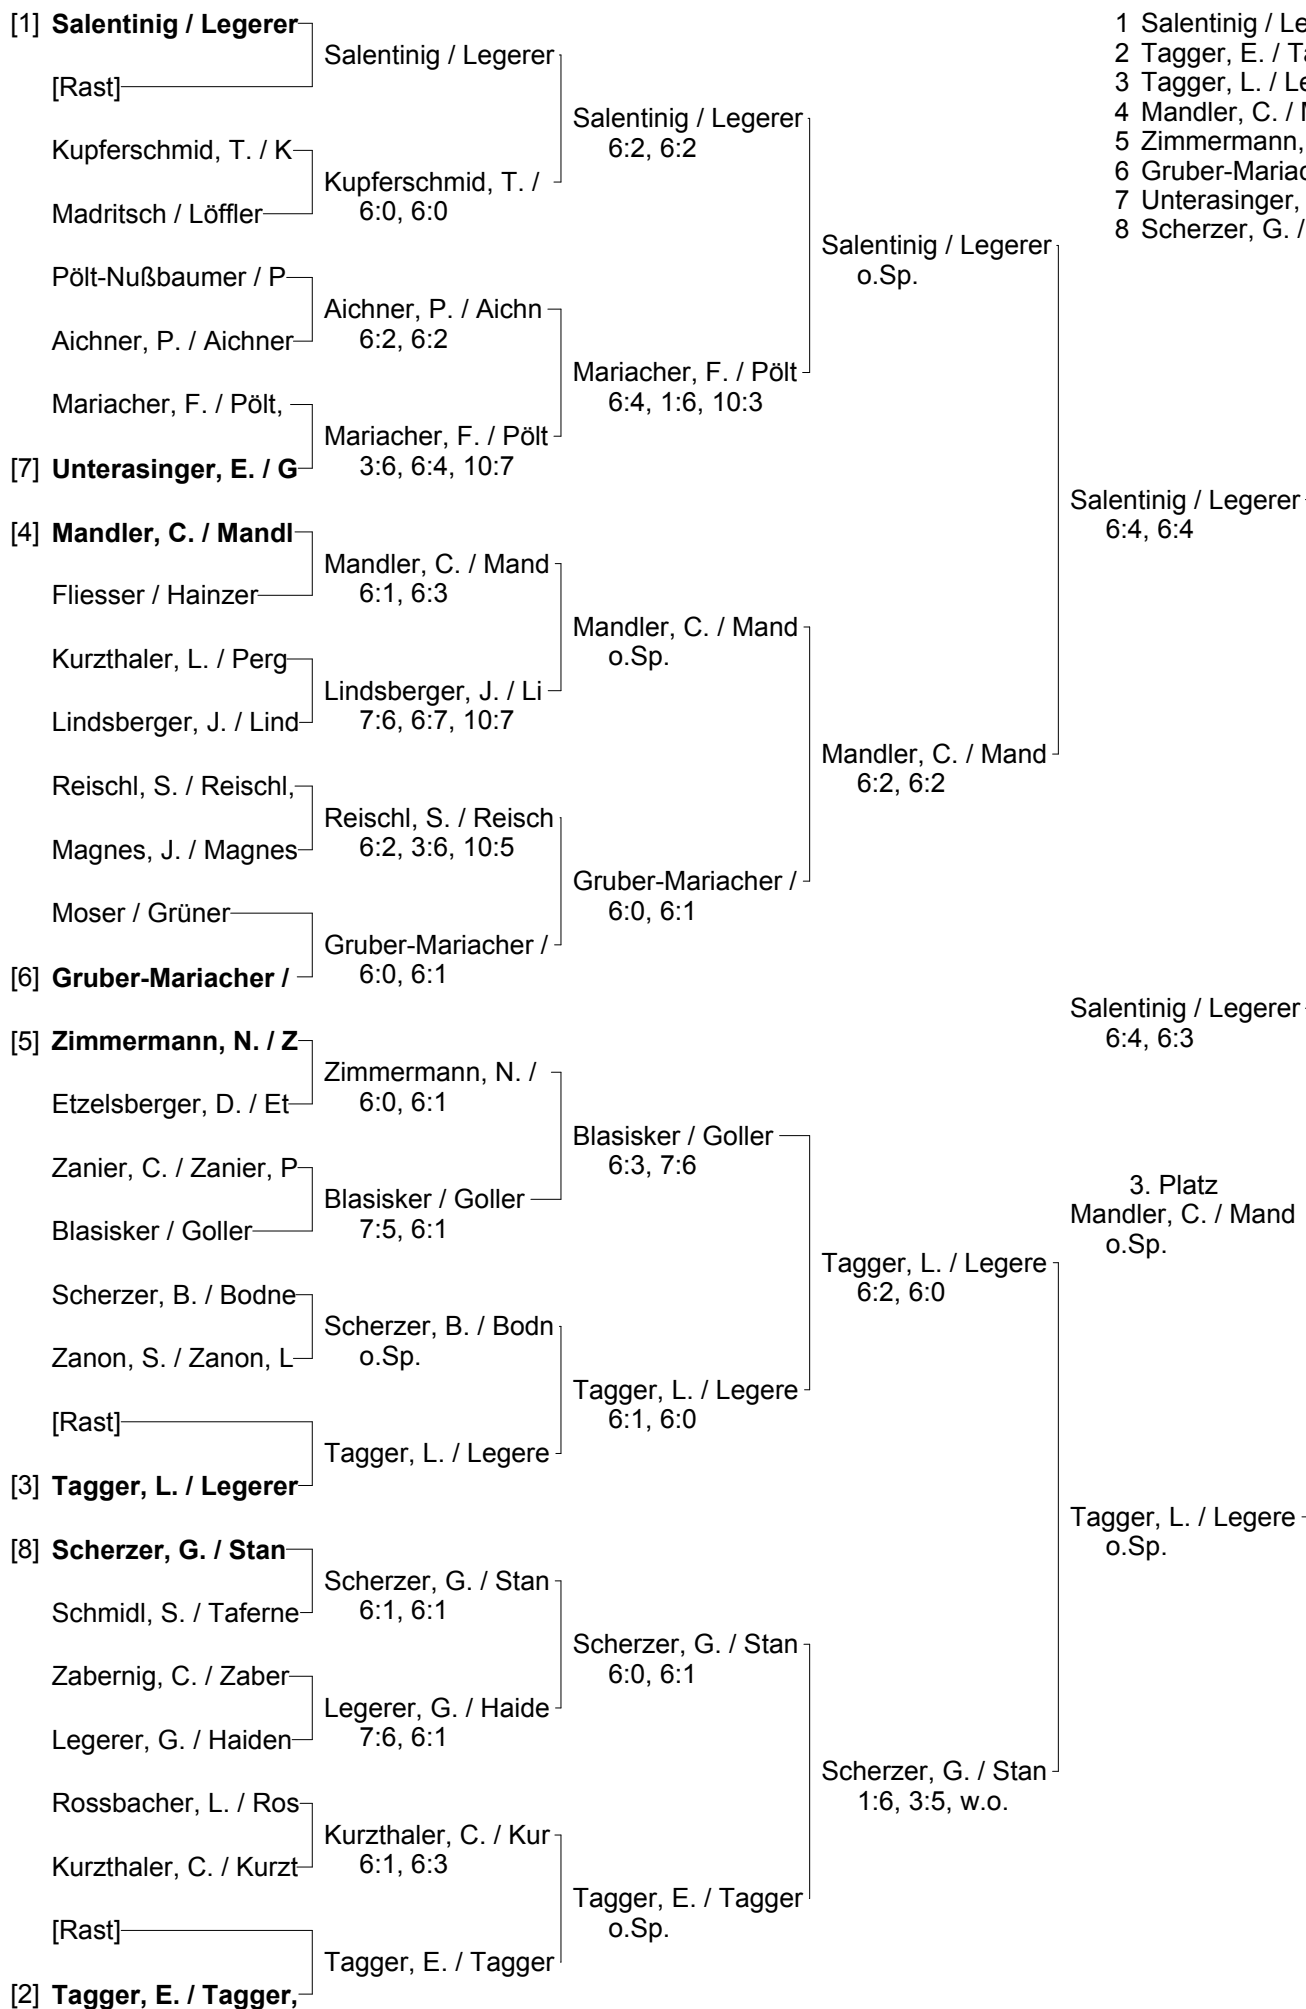 [1] Salentinig / Legerer
[Rast]
Kupferschmid, T. / K
Madritsch / Löffler
Pölt-Nußbaumer / P
Aichner, P. / Aichner
Mariacher, F. / Pölt,
[7] Unterasinger, E. / G
[4] Mandler, C. / Mandl
Fliesser / Hainzer
Kurzthaler, L. / Perg
Lindsberger, J. / Lind
Reischl, S. / Reischl,
Magnes, J. / Magnes
Moser / Grüner
[6] Gruber-Mariacher /
[5] Zimmermann, N. / Z
Etzelsberger, D. / Et
Zanier, C. / Zanier, P
Blasisker / Goller
Scherzer, B. / Bodne
Zanon, S. / Zanon, L
[Rast]
[3] Tagger, L. / Legerer
[8] Scherzer, G. / Stan
Schmidl, S. / Taferne
Zabernig, C. / Zaber
Legerer, G. / Haiden
Rossbacher, L. / Ros
Kurzthaler, C. / Kurzt
[Rast]
[2] Tagger, E. / Tagger,
Salentinig / Legerer
Kupferschmid, T. /
6:0, 6:0
Aichner, P. / Aichn
6:2, 6:2
Mariacher, F. / Pölt
3:6, 6:4, 10:7
Mandler, C. / Mand
6:1, 6:3
Lindsberger, J. / Li
7:6, 6:7, 10:7
Reischl, S. / Reisch
6:2, 3:6, 10:5
Gruber-Mariacher /
6:0, 6:1
Zimmermann, N. /
6:0, 6:1
Blasisker / Goller
7:5, 6:1
Scherzer, B. / Bodn
o.Sp.
Tagger, L. / Legere
Scherzer, G. / Stan
6:1, 6:1
Legerer, G. / Haide
7:6, 6:1
Kurzthaler, C. / Kur
6:1, 6:3
Tagger, E. / Tagger
Salentinig / Legerer
6:2, 6:2
Mariacher, F. / Pölt
6:4, 1:6, 10:3
Mandler, C. / Mand
o.Sp.
Gruber-Mariacher /
6:0, 6:1
Blasisker / Goller
6:3, 7:6
Tagger, L. / Legere
6:1, 6:0
Scherzer, G. / Stan
6:0, 6:1
Tagger, E. / Tagger
o.Sp.
Salentinig / Legerer
o.Sp.
Mandler, C. / Mand
6:2, 6:2
Tagger, L. / Legere
6:2, 6:0
Scherzer, G. / Stan
1:6, 3:5, w.o.
1 Salentinig / Le
2 Tagger, E. / Ta
3 Tagger, L. / Le
4 Mandler, C. / M
5 Zimmermann,
6 Gruber-Mariac
7 Unterasinger,
8 Scherzer, G. /
Salentinig / Legerer
6:4, 6:4
Salentinig / Legerer
6:4, 6:3
3. Platz
Mandler, C. / Mand
o.Sp.
Tagger, L. / Legere
o.Sp.